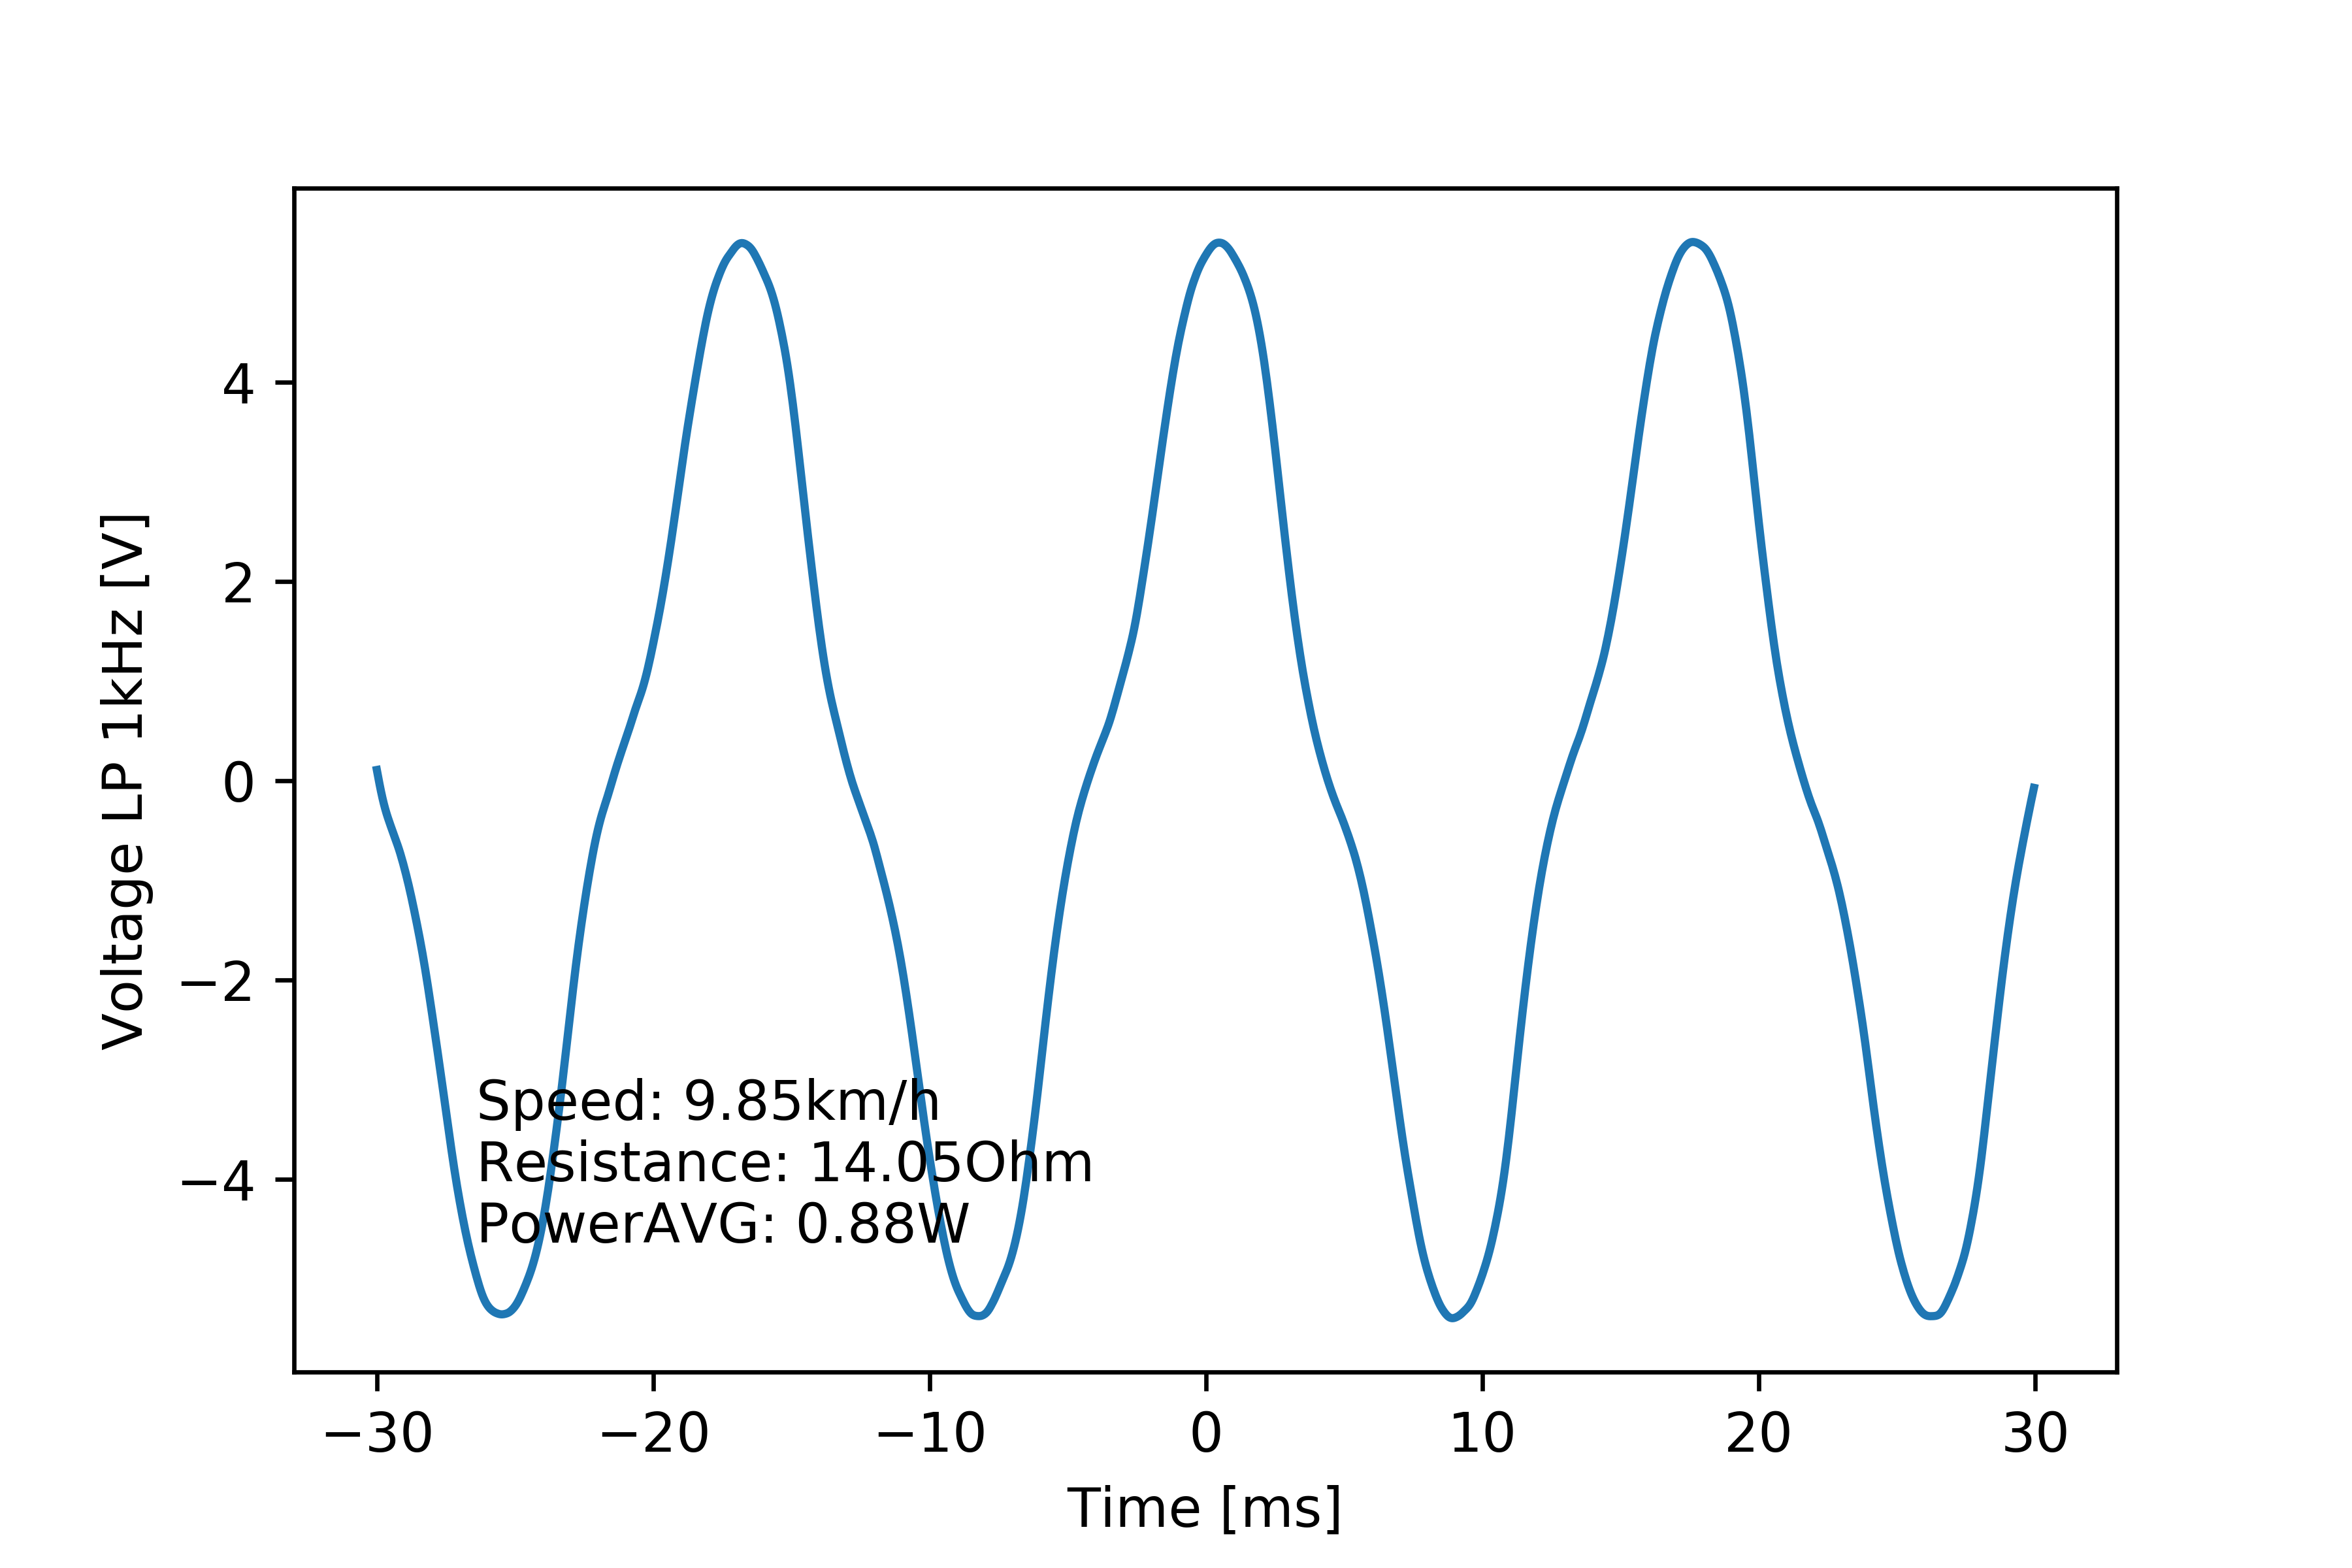 Voltage LP 1kHz [V]
4
2
0
−2
−4
Speed: 9.85km/h
Resistance: 14.05Ohm
PowerAVG: 0.88W
−30 −20 −10 0 10 20 30
Time [ms]